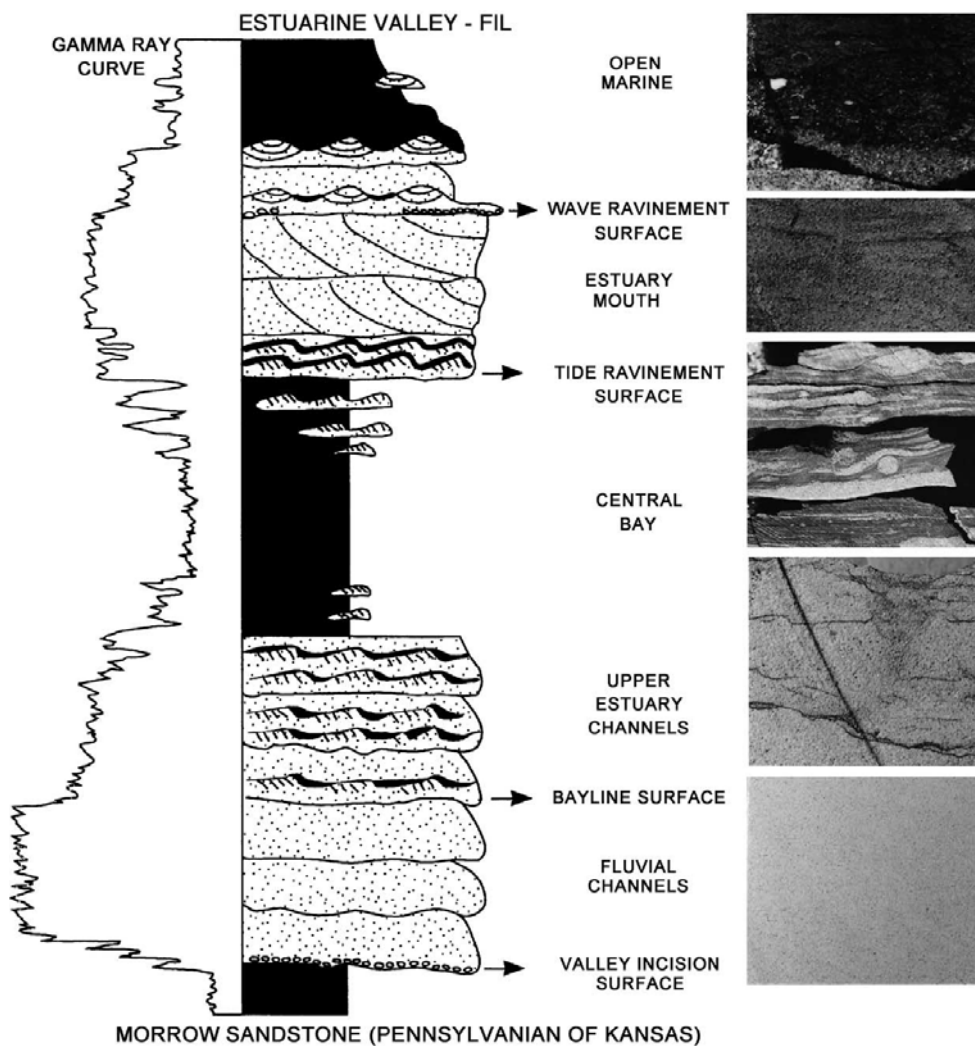 ESTUARINE VALLEY - FIL
GAMMA RAY
CURVE
OPEN
MARINE
WAVE RAVINEMENT
SURFACE
ESTUARY
MOUTH
TIDE RAVINEMENT
SURFACE
CENTRAL
BAY
UPPER
ESTUARY
CHANNELS
BAYLINE SURFACE
FLUVIAL
CHANNELS
VALLEY INCISION
SURFACE
MORROW SANDSTONE (PENNSYLVANIAN OF KANSAS)